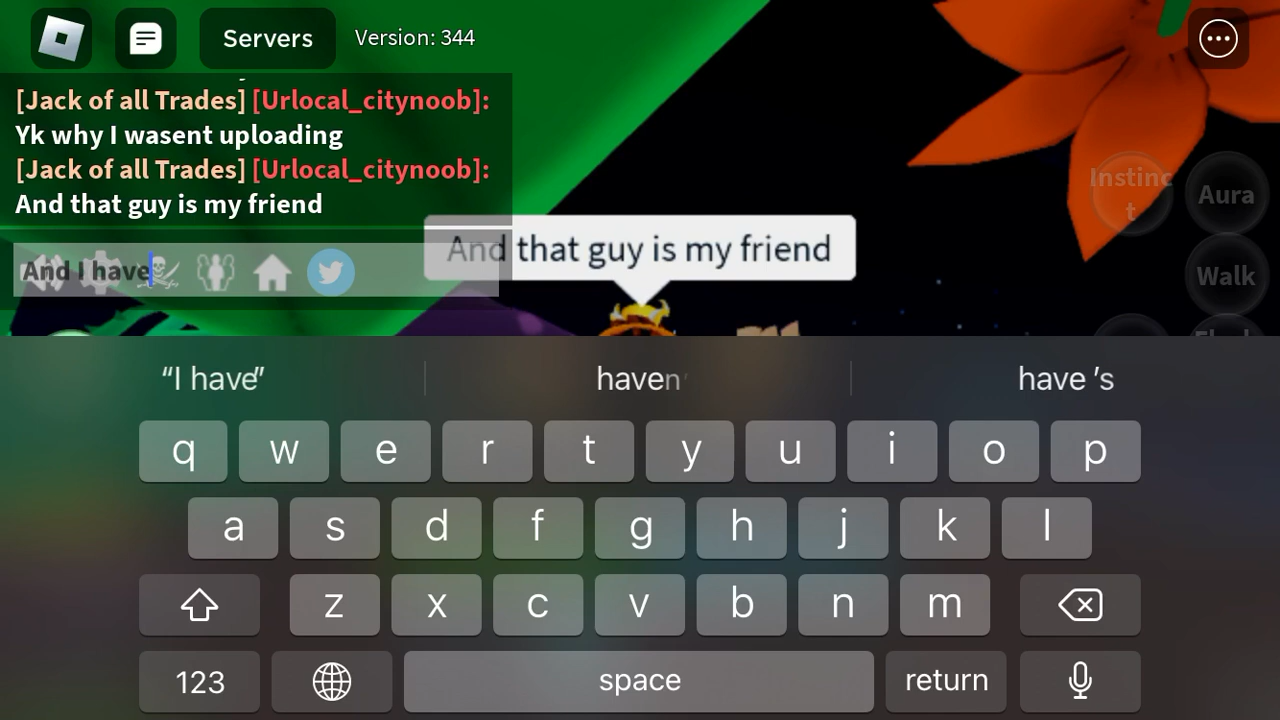 Servers
Version: 344
[Jack of all Trades] [Urlocal_citynoob]:
Yk why I wasent uploading
[Jack of all Trades] [Urlocal_citynoob]:
And that guy is my friend
And I have
And that guy is my friend
Instinc
t
Aura
Walk
“I have”
haven’
have ’s
q w e r t y u i o p
a s d f g h j k l
z x c v b n m
123
space
return